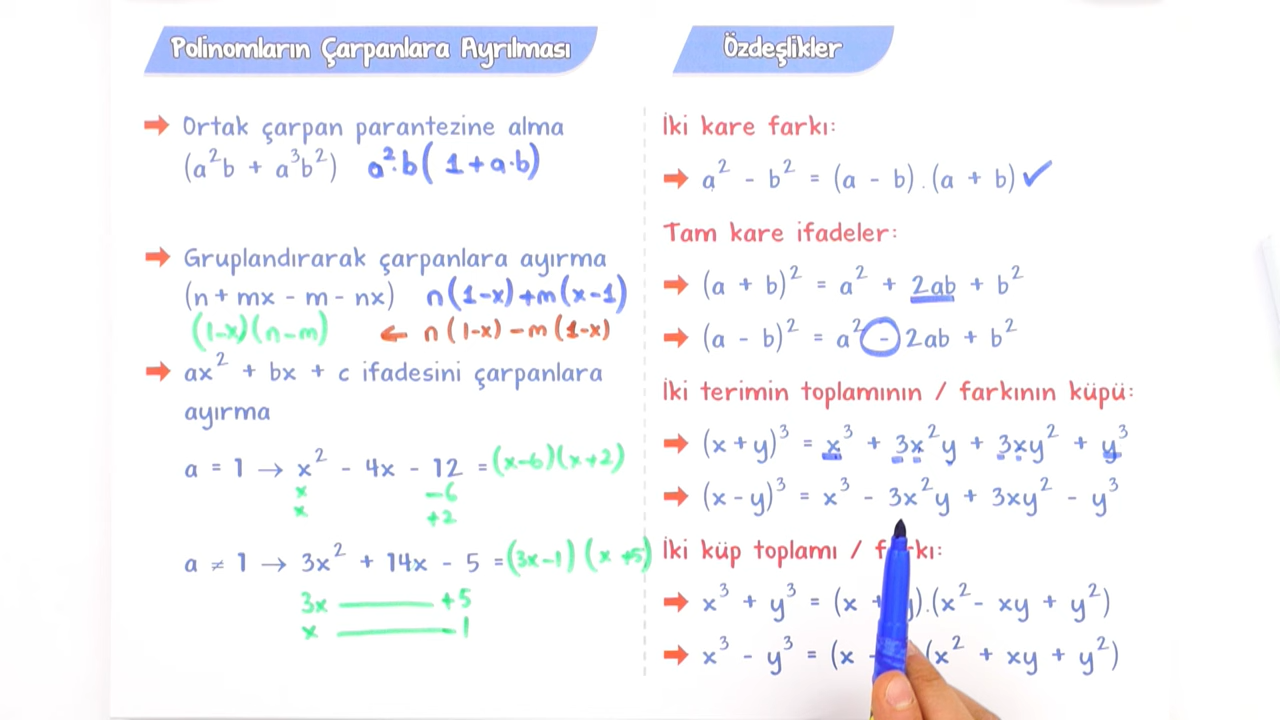 Polinomların Çarpanlara Ayrılması
➡ Ortak çarpan parantezine alma
(a²b + a³b²) a²·b( 1+a·b)
➡ Gruplandırarak çarpanlara ayırma
(n + mx - m - nx) n(1-x)+m(x-1)
(1-x)(n-m) ← n(1-x)-m(1-x)
➡ ax² + bx + c ifadesini çarpanlara
ayırma
a = 1 → x² - 4x - 12 = (x-6)(x+2)
x -6
x +2
a ≠ 1 → 3x² + 14x - 5 = (3x-1) (x +5)
3x +5
x -1
Özdeşlikler
İki kare farkı:
➡ a² - b² = (a - b) . (a + b) ✓
Tam kare ifadeler:
➡ (a + b)² = a² + 2ab + b²
➡ (a - b)² = a² - 2ab + b²
İki terimin toplamının / farkının küpü:
➡ (x + y)³ = x³ + 3x²y + 3xy² + y³
➡ (x - y)³ = x³ - 3x²y + 3xy² - y³
İki küp toplamı / f kı:
➡ x³ + y³ = (x + y).(x² - xy + y²)
➡ x³ - y³ = (x - (x² + xy + y²)